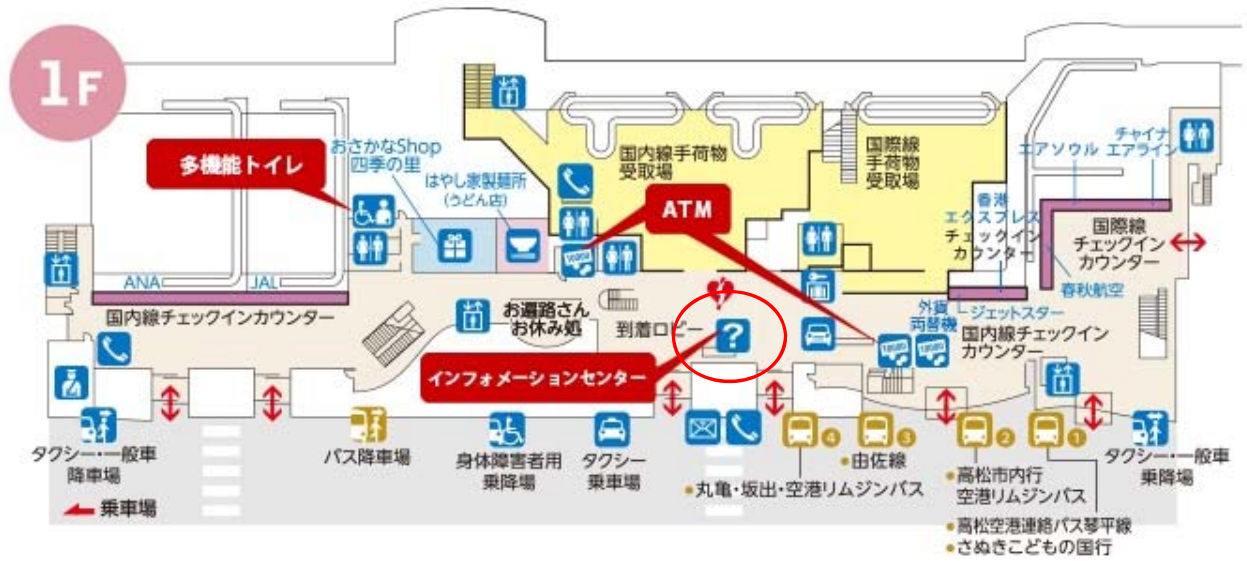 1F
多機能トイレ
おさかなShop
四季の里
はやし家製麺所
(うどん店)
国内線手荷物
受取場
国際線
手荷物
受取場
ATM
チャイナ
エアライン
エアソウル
香港
エクスプレス
チェックイン
カウンター
国際線
チェックイン
カウンター
春秋航空
ANA
JAL
国内線チェックインカウンター
お遍路さん
お休み処
到着ロビー
?
外貨
両替機
ジェットスター
国内線チェックイン
カウンター
インフォメーションセンター
タクシー・一般車
降車場
バス降車場
身体障害者用
乗降場
タクシー
乗車場
4
3
2
1
由佐線
丸亀・坂出・空港リムジンバス
高松市内行
空港リムジンバス
高松空港連絡バス琴平線
さぬきこどもの国行
タクシー・一般車
乗降場
乗車場